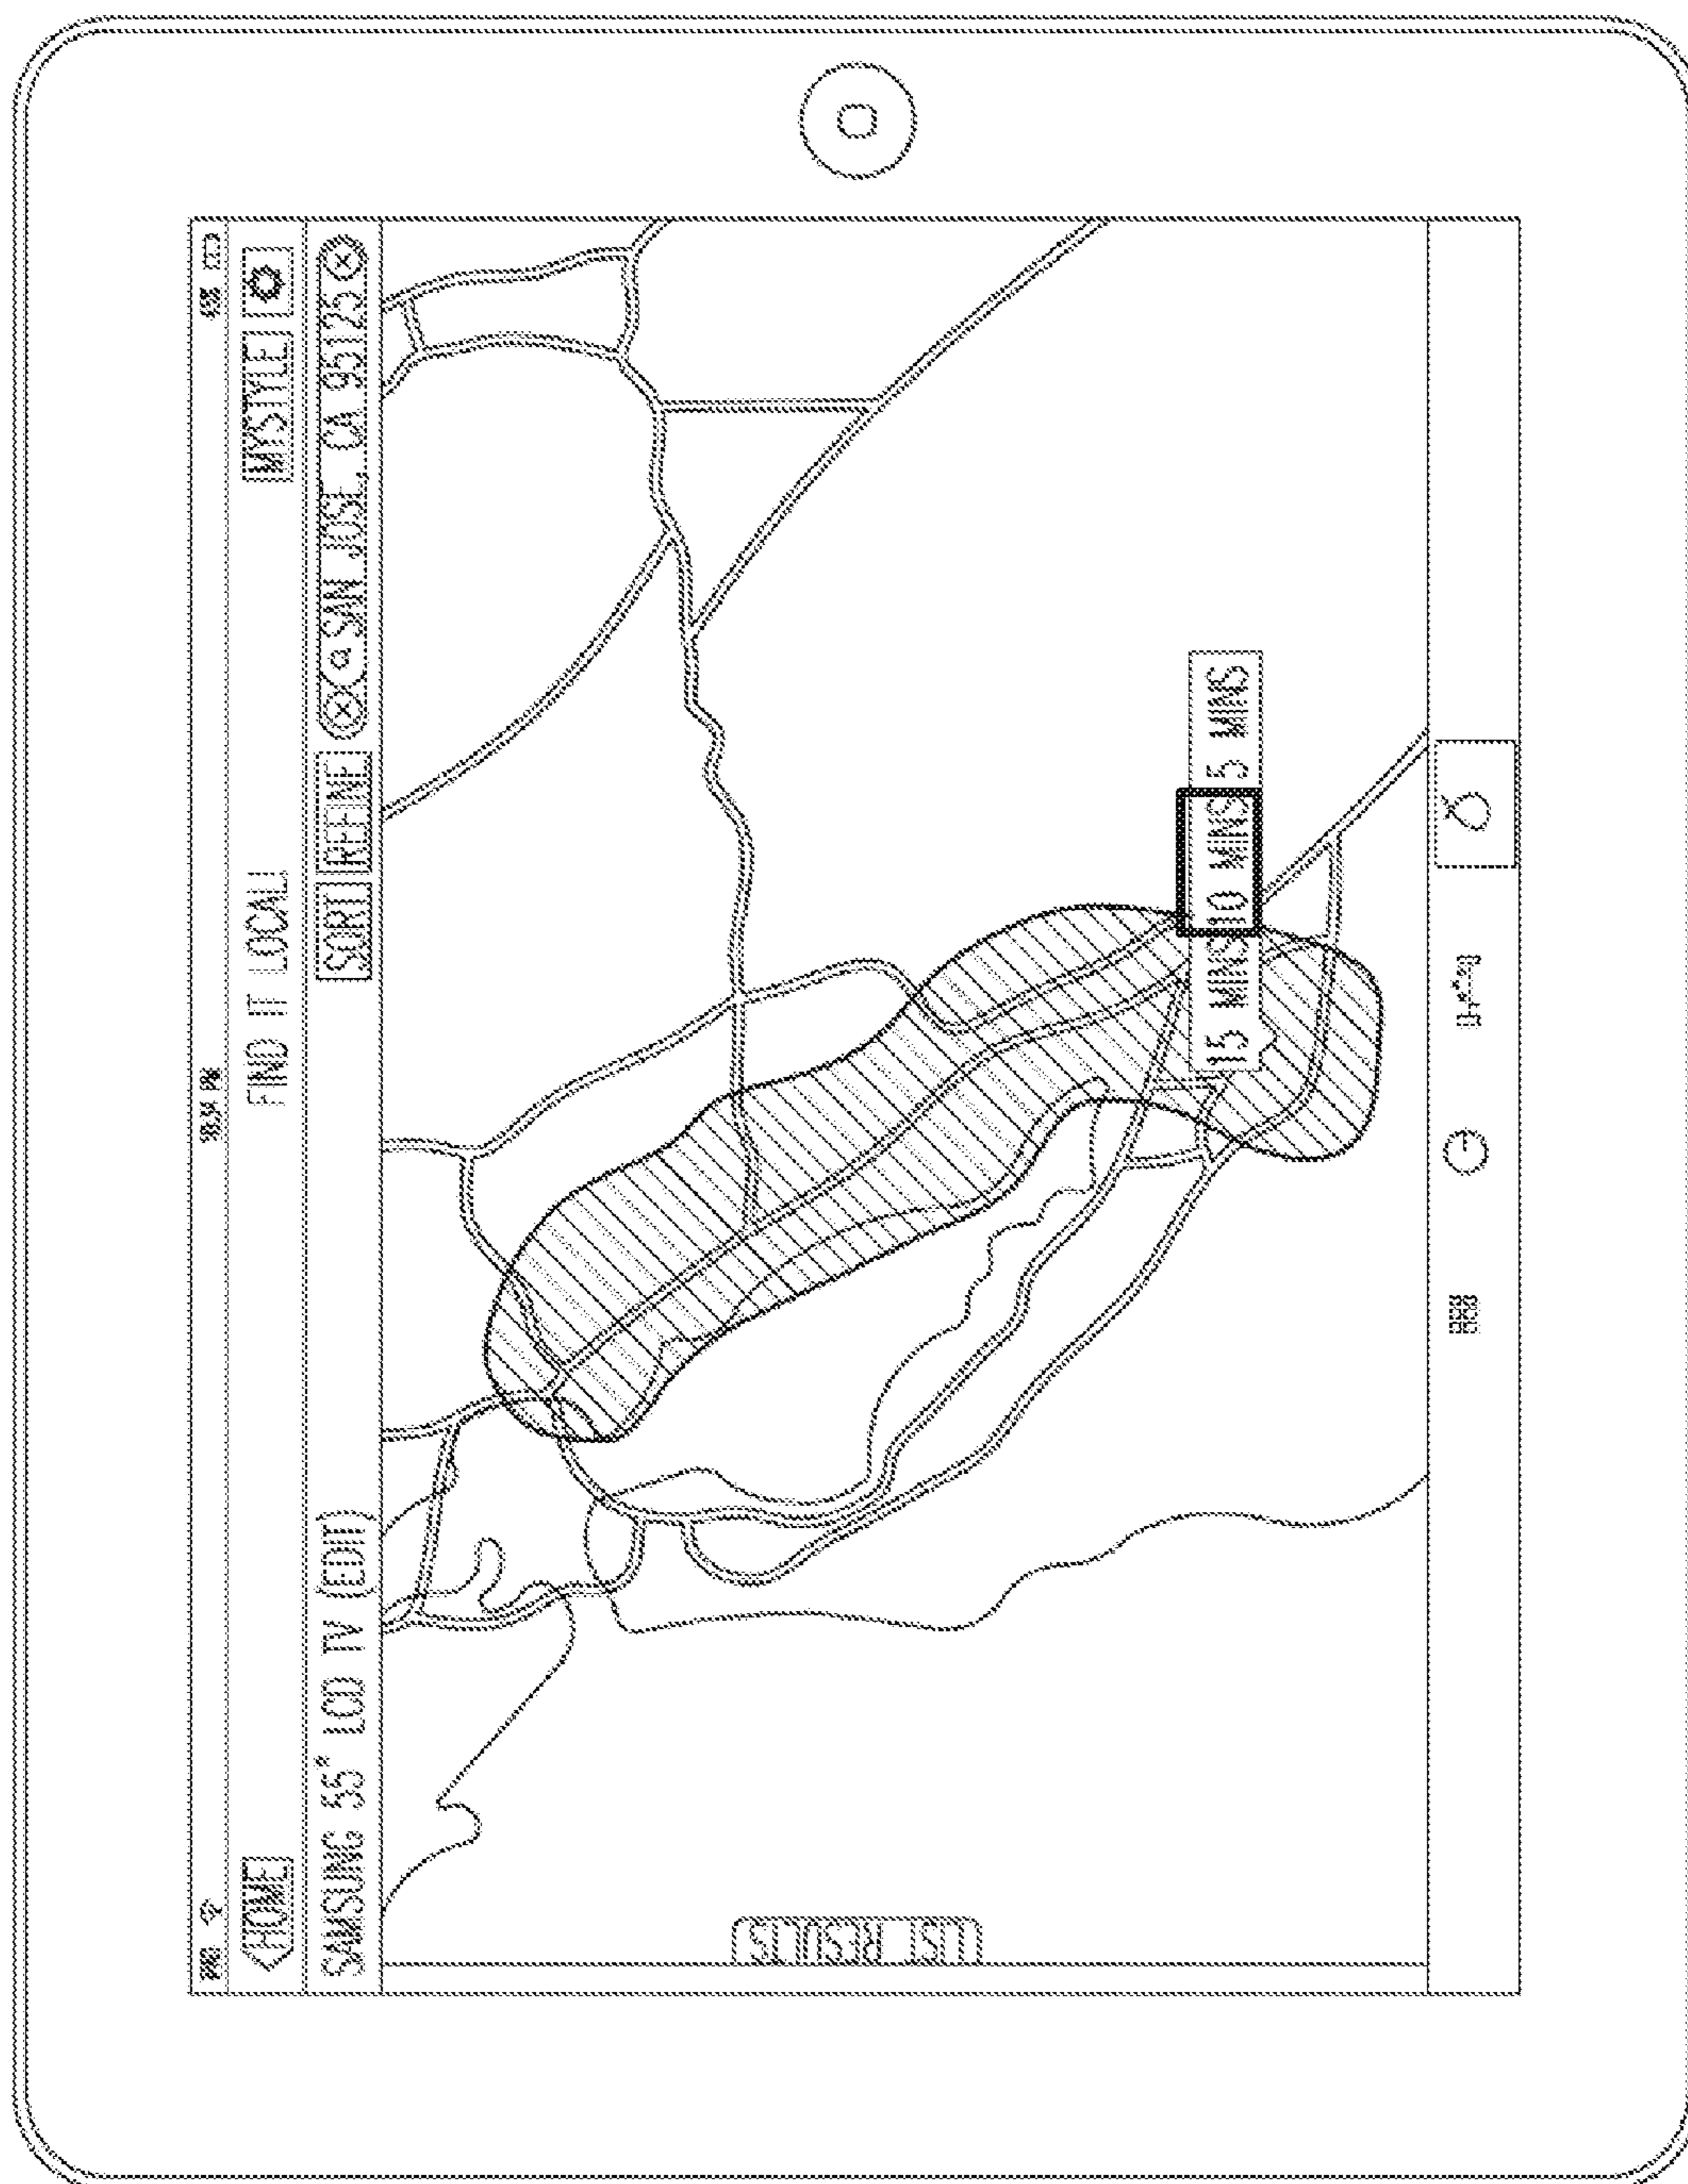 FIND IT LOCAL!
HOME
MYSTYLE
SAMSUNG 55" LCD TV (EDIT)
SORT REFINE
SAN JOSE, CA 95125
15 MINS 10 MINS 5 MINS
LIST RESULTS